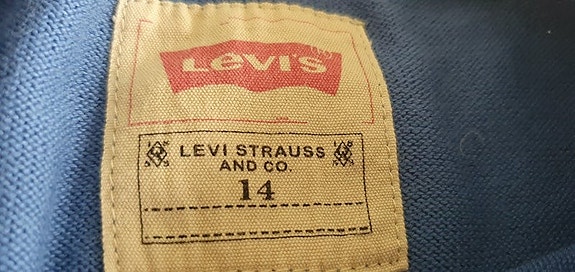 Levi's
LEVI STRAUSS
AND CO.
14